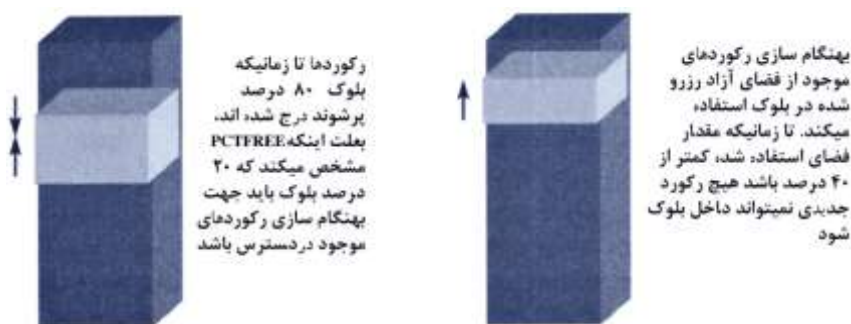 بهنگام سازی رکوردهای
موجود از فضای آزاد رزرو
شده در بلوک استفاده
میکند. تا زمانیکه مقدار
فضای استفاده شده کمتر از
۴۰ درصد باشد هیچ رکورد
جدیدی نمیتواند داخل بلوک
شود
رکوردها تا زمانیکه
بلوک ۸۰ درصد
پرشوند درج شده اند.
بعلت اینکه PCTFREE
مشخص میکند که ۲۰
درصد بلوک باید جهت
بهنگام سازی رکوردهای
موجود دردسترس باشد